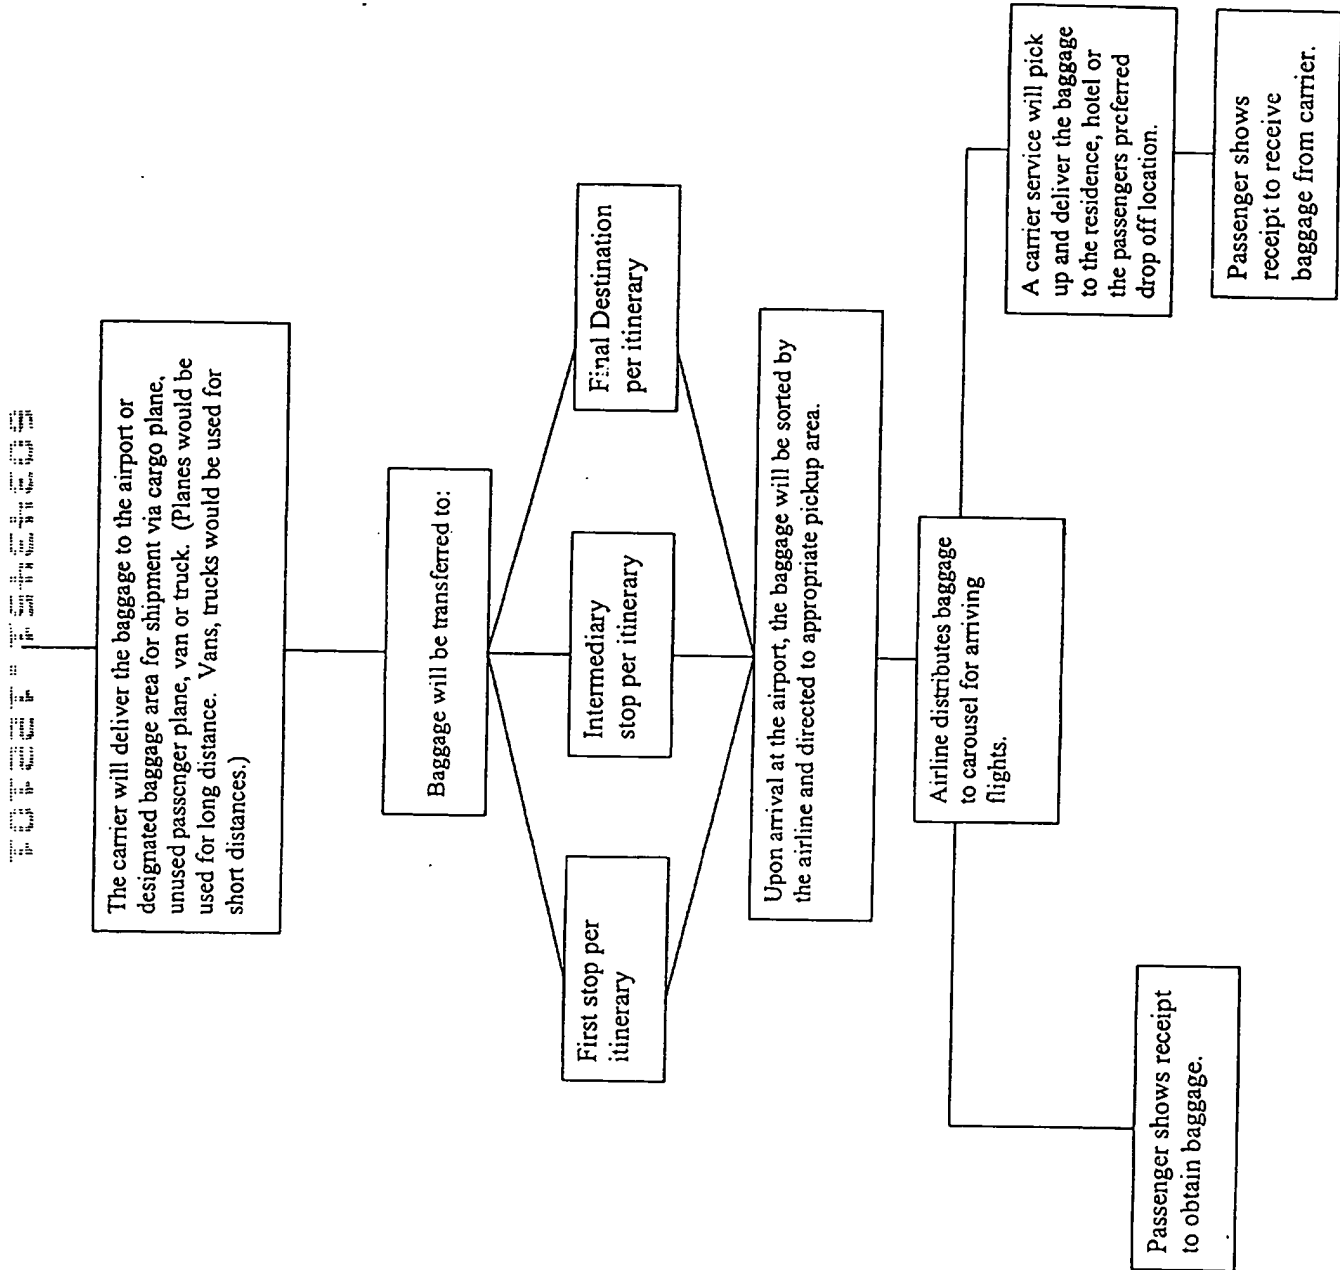 The carrier will deliver the baggage to the airport or
designated baggage area for shipment via cargo plane,
unused passenger plane, van or truck. (Planes would be
used for long distance. Vans, trucks would be used for
short distances.)
Baggage will be transferred to:
First stop per
itinerary
Intermediary
stop per itinerary
Final Destination
per itinerary
Upon arrival at the airport, the baggage will be sorted by
the airline and directed to appropriate pickup area.
Airline distributes baggage
to carousel for arriving
flights.
Passenger shows receipt
to obtain baggage.
A carrier service will pick
up and deliver the baggage
to the residence, hotel or
the passengers preferred
drop off location.
Passenger shows
receipt to receive
baggage from carrier.